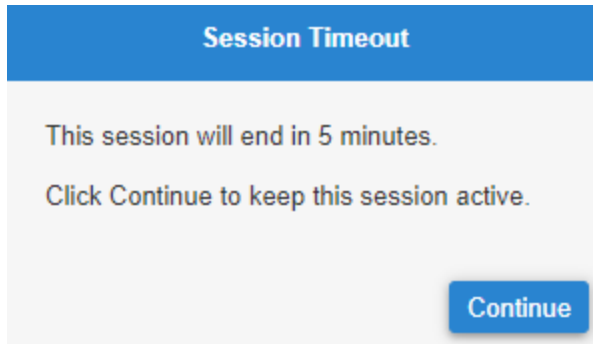 Session Timeout
This session will end in 5 minutes.
Click Continue to keep this session active.
Continue